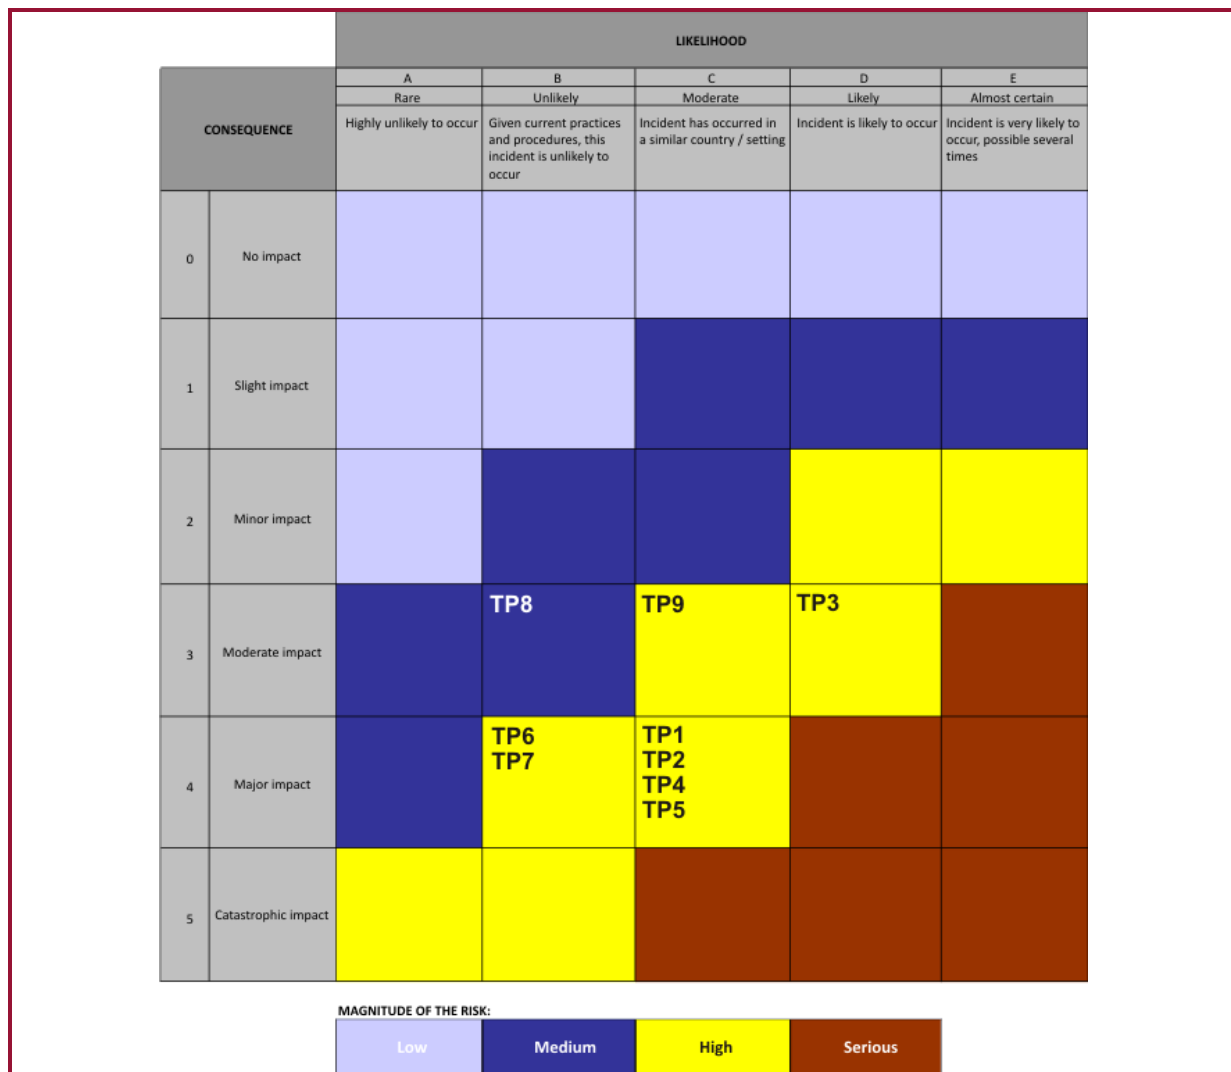 LIKELIHOOD
CONSEQUENCE
A
B
C
D
E
Rare
Unlikely
Moderate
Likely
Almost certain
Highly unlikely to occur
Given current practices
and procedures, this
incident is unlikely to
occur
Incident has occurred in
a similar country / setting
Incident is likely to occur
Incident is very likely to
occur, possible several
times
0
No impact
1
Slight impact
2
Minor impact
3
Moderate impact
TP8
TP9
TP3
4
Major impact
TP6
TP7
TP1
TP2
TP4
TP5
5
Catastrophic impact
MAGNITUDE OF THE RISK:
Low
Medium
High
Serious